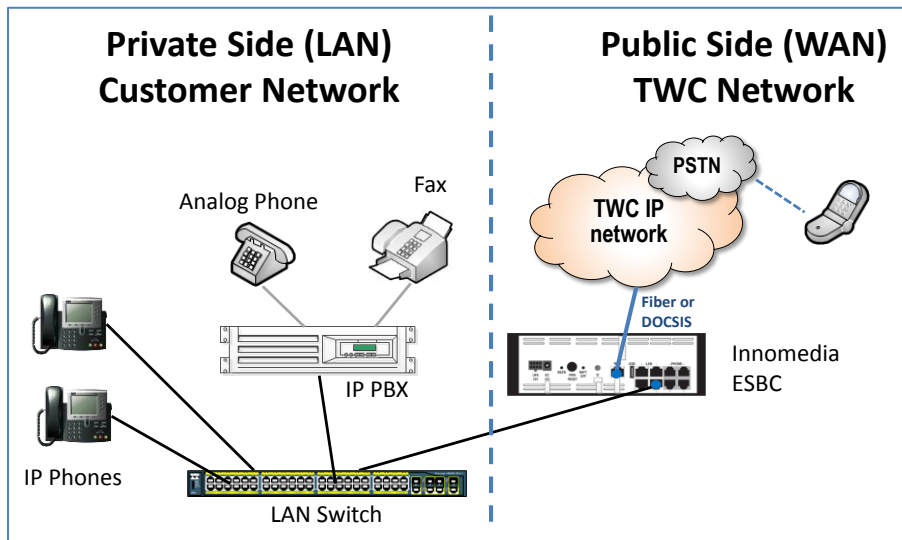 Private Side (LAN)
Customer Network
Public Side (WAN)
TWC Network
Analog Phone
Fax
PSTN
TWC IP
network
Fiber or
DOCSIS
Innomedia
ESBC
IP PBX
IP Phones
LAN Switch